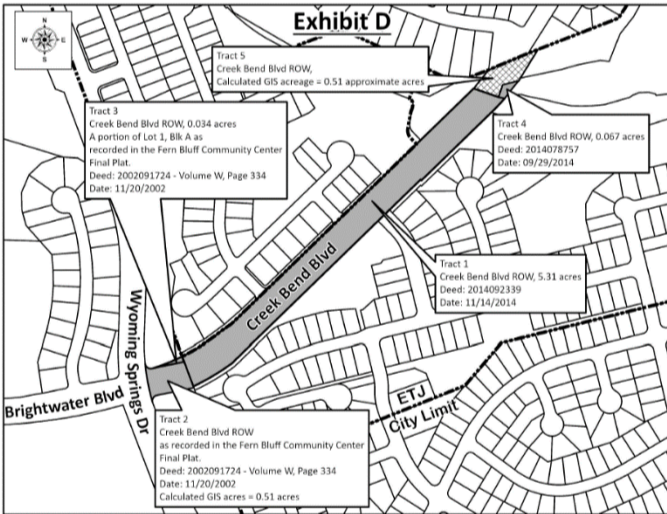 Exhibit D
N
W
E
S
Tract 5
Creek Bend Blvd ROW,
Calculated GIS acreage = 0.51 approximate acres
Tract 3
Creek Bend Blvd ROW, 0.034 acres
A portion of Lot 1, Blk A as
recorded in the Fern Bluff Community Center
Final Plat.
Deed: 2002091724 - Volume W, Page 334
Date: 11/20/2002
Tract 4
Creek Bend Blvd ROW, 0.067 acres
Deed: 2014078757
Date: 09/29/2014
Tract 1
Creek Bend Blvd ROW, 5.31 acres
Deed: 2014092339
Date: 11/14/2014
Creek Bend Blvd
Wyoming Springs Dr
Brightwater Blvd
ETJ
City Limit
Tract 2
Creek Bend Blvd ROW
as recorded in the Fern Bluff Community Center
Final Plat.
Deed: 2002091724 - Volume W, Page 334
Date: 11/20/2002
Calculated GIS acres = 0.51 acres